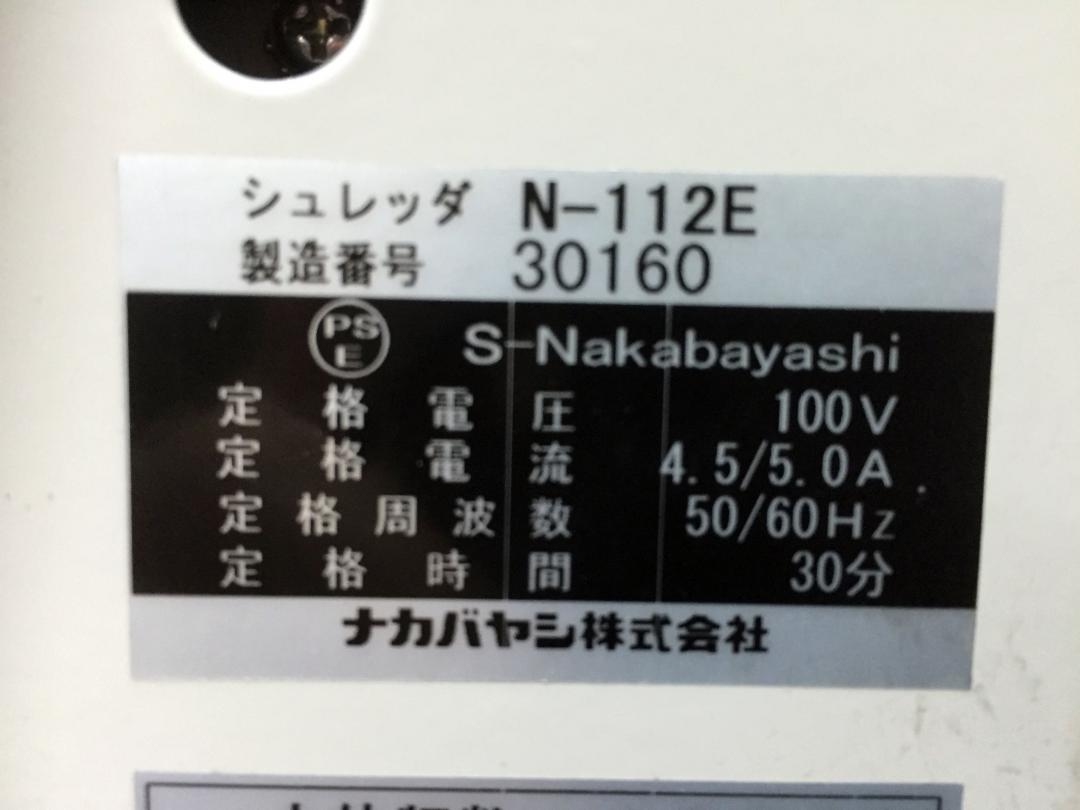 シュレッダ N-112E
製造番号 30160
PS
E S-Nakabayashi
定格電圧 100V
定格電流 4.5/5.0A
定格周波数 50/60Hz
定格時間 30分
ナカバヤシ株式会社